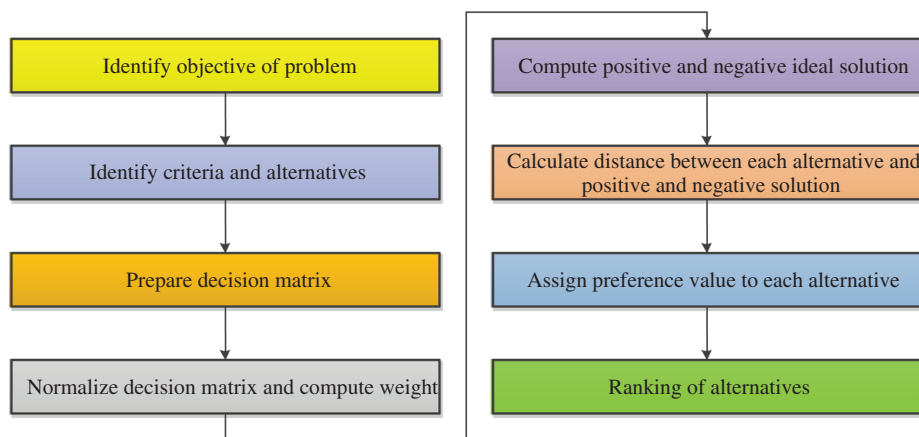 Identify objective of problem
Identify criteria and alternatives
Prepare decision matrix
Normalize decision matrix and compute weight
Compute positive and negative ideal solution
Calculate distance between each alternative and
positive and negative solution
Assign preference value to each alternative
Ranking of alternatives